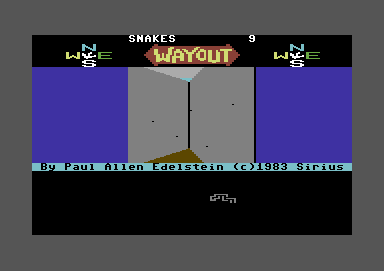 SNAKES 9
N N
W E WAYOUT W E
S S
By Paul Allen Edelstein (c)1983 Sirius